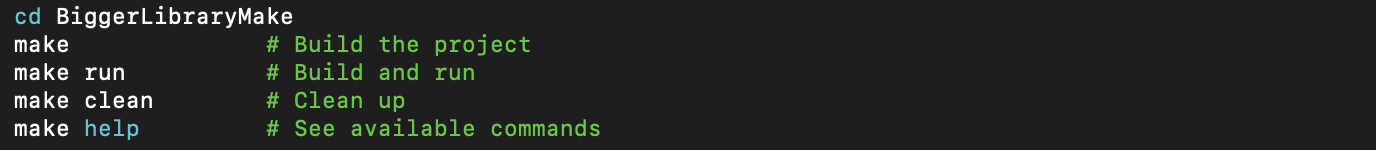 cd BiggerLibraryMake
make              # Build the project
make run          # Build and run
make clean        # Clean up
make help         # See available commands